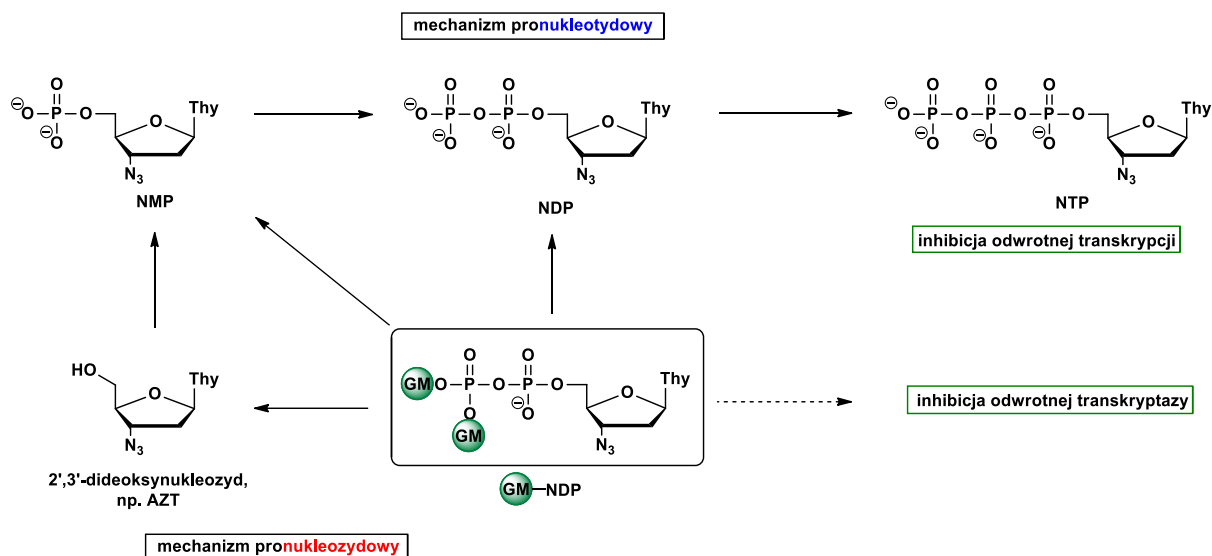 mechanizm pronukleotydowy
O O P O O O Thy N₃
NMP
O O P O O P O O O Thy N₃
NDP
O O P O O P O O P O O O Thy N₃
NTP
inhibicja odwrotnej transkrypcji
HO O Thy N₃
2',3'-dideoksynukleozyd,
np. AZT
GM O P O O P O O O Thy N₃
O GM
GM—NDP
inhibicja odwrotnej transkryptazy
mechanizm pronukleozydowy